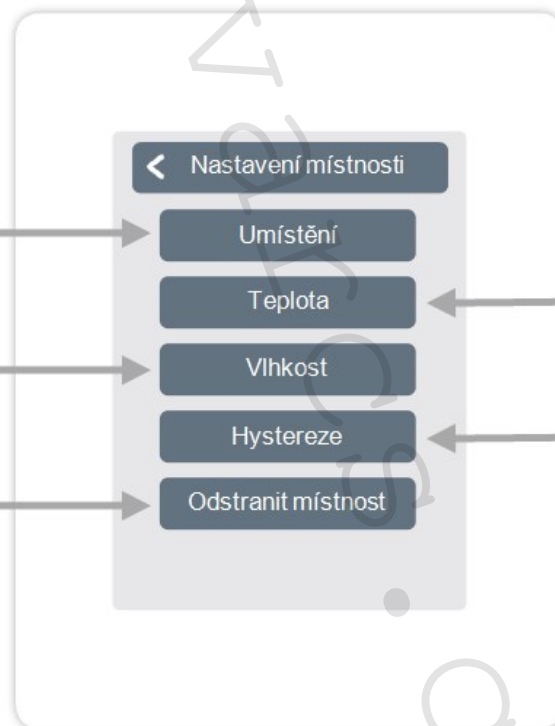 Nastavení místnosti
Umístění
Teplota
Vlhkost
Hystereze
Odstranit místnost